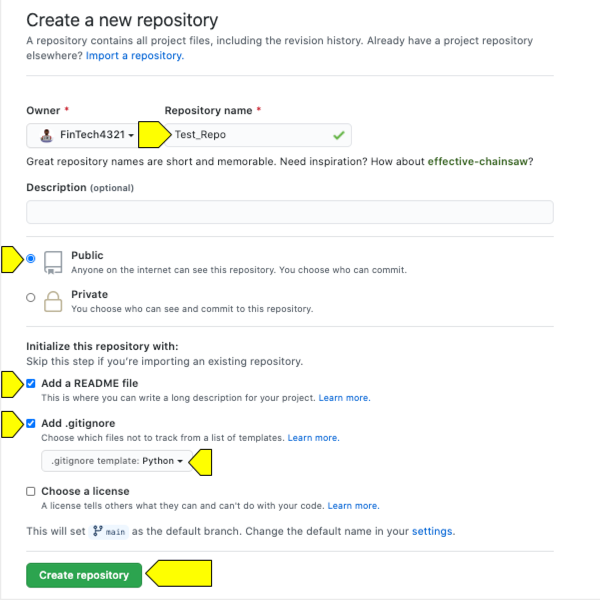 Create a new repository
A repository contains all project files, including the revision history. Already have a project repository
elsewhere? Import a repository.
Owner * Repository name *
FinTech4321 Test_Repo
Great repository names are short and memorable. Need inspiration? How about effective-chainsaw?
Description (optional)
Public
Anyone on the internet can see this repository. You choose who can commit.
Private
You choose who can see and commit to this repository.
Initialize this repository with:
Skip this step if you're importing an existing repository.
Add a README file
This is where you can write a long description for your project. Learn more.
Add .gitignore
Choose which files not to track from a list of templates. Learn more.
.gitignore template: Python
Choose a license
A license tells others what they can and can't do with your code. Learn more.
This will set main as the default branch. Change the default name in your settings.
Create repository